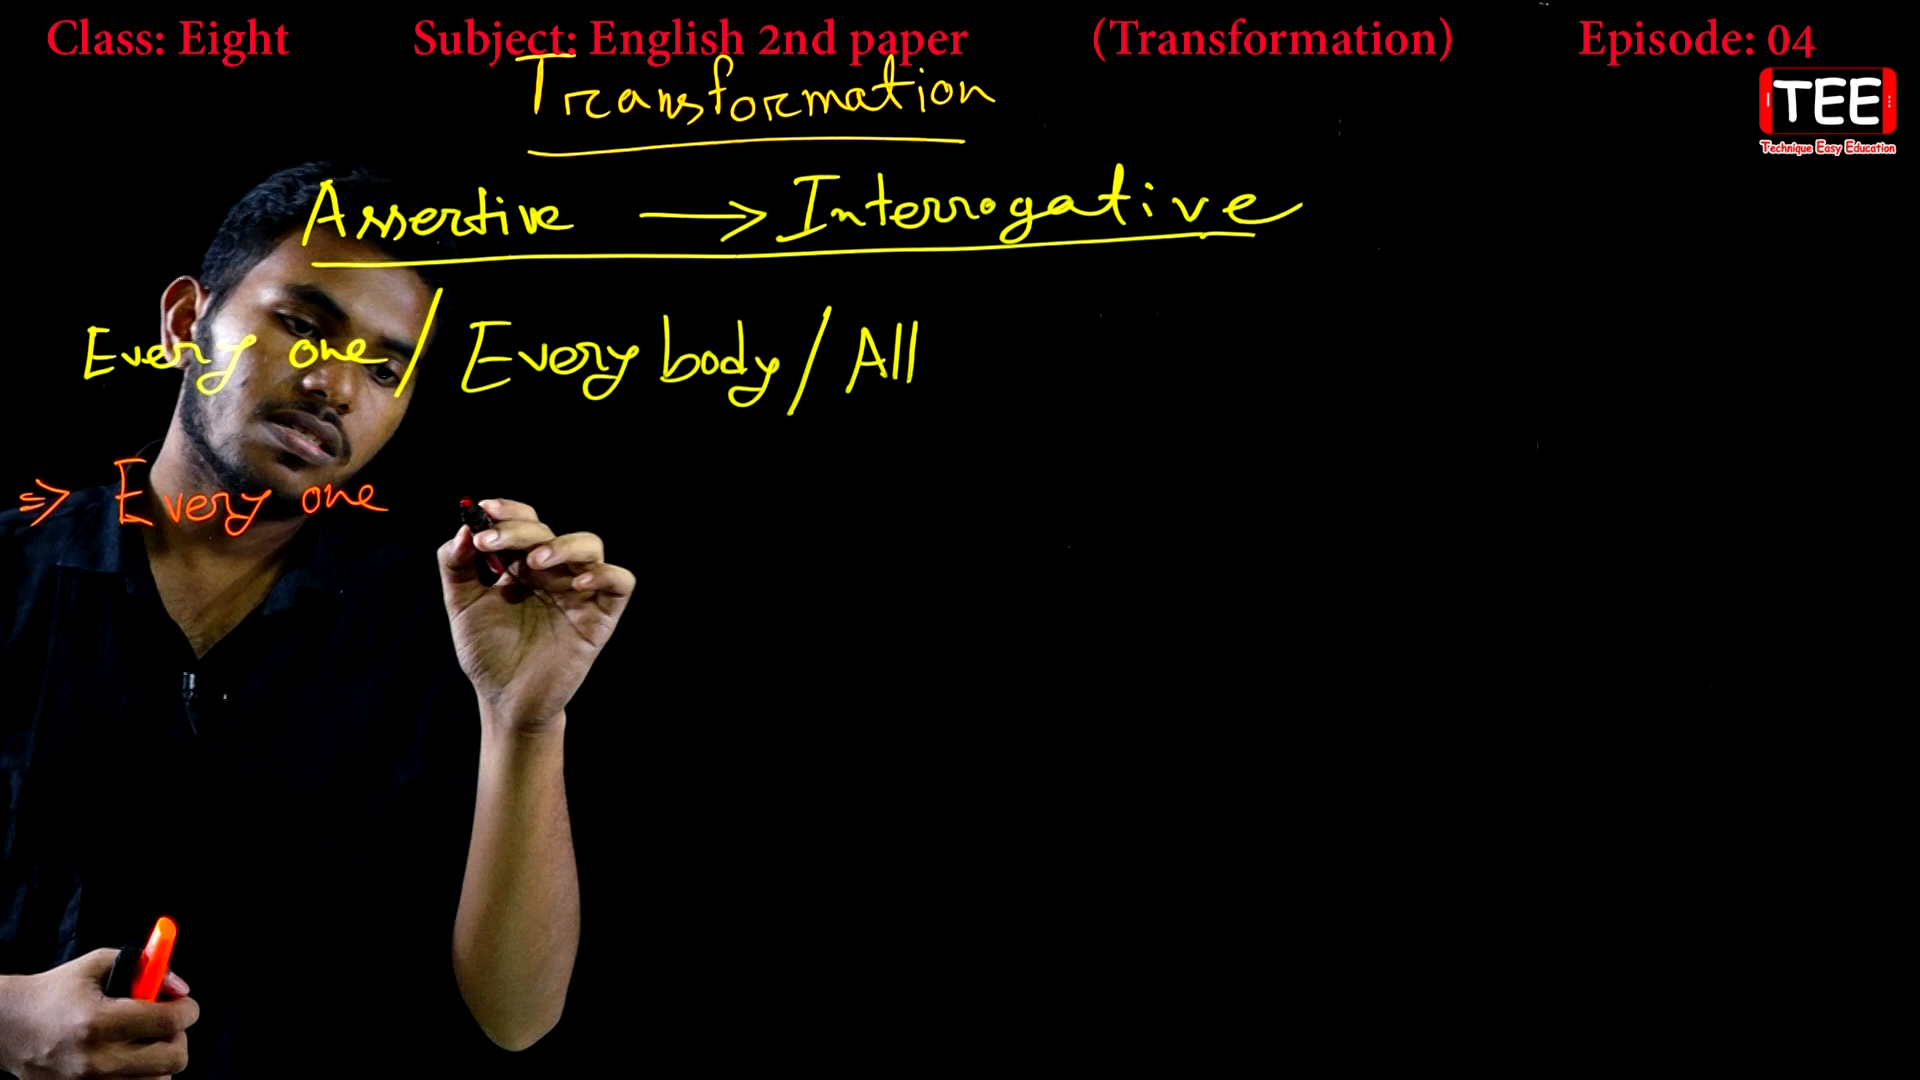 Class: Eight Subject: English 2nd paper (Transformation) Episode: 04
TEE
Technique Easy Education
Transformation
Assertive → Interrogative
Every one / Every body / All
⇒ Every one